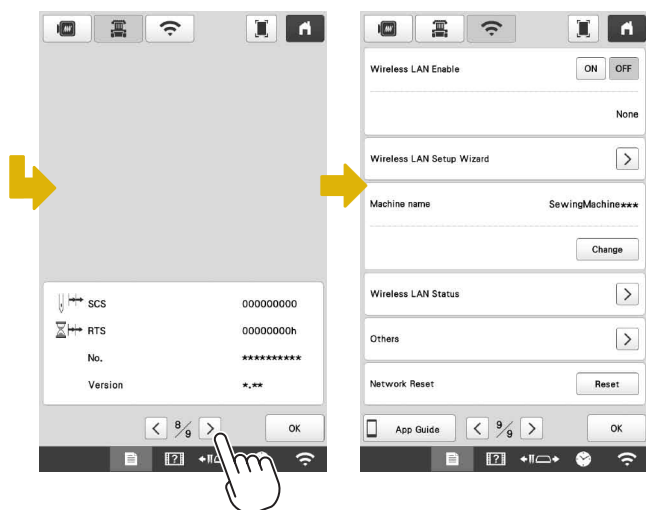 SCS 000000000
RTS 00000000h
No. **********
Version *.**
8/9
OK
Wireless LAN Enable ON OFF
None
Wireless LAN Setup Wizard
Machine name SewingMachine***
Change
Wireless LAN Status
Others
Network Reset Reset
App Guide 9/9 OK